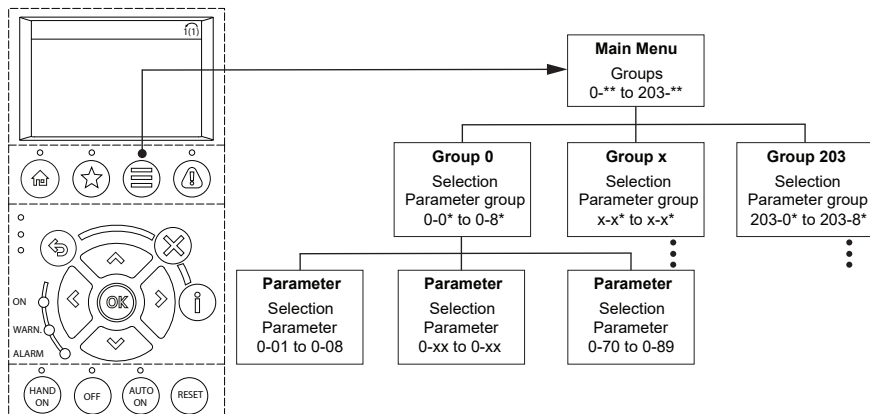 1(1)
ON
WARN.
ALARM
OK
HAND
ON
OFF
AUTO
ON
RESET
Main Menu
Groups
0-** to 203-**
Group 0
Selection
Parameter group
0-0* to 0-8*
Group x
Selection
Parameter group
x-x* to x-x*
Group 203
Selection
Parameter group
203-0* to 203-8*
Parameter
Selection
Parameter
0-01 to 0-08
Parameter
Selection
Parameter
0-xx to 0-xx
Parameter
Selection
Parameter
0-70 to 0-89